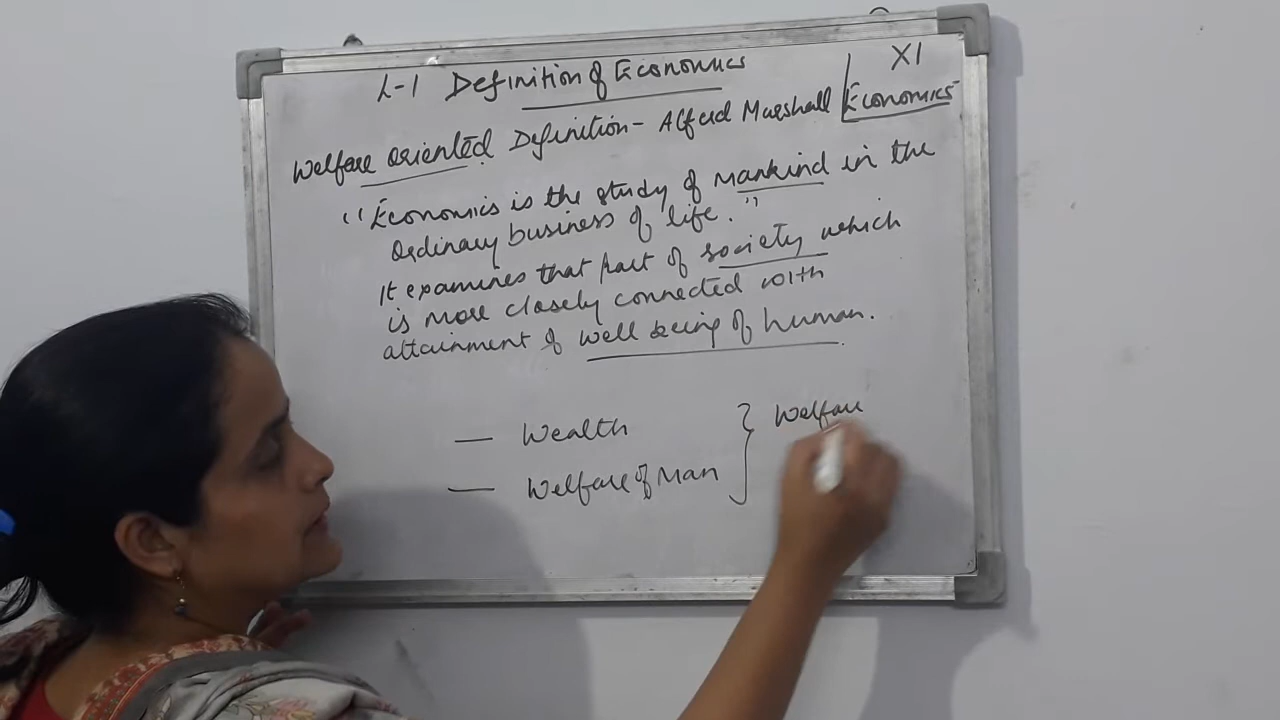 L-1 Definition of Economics
XI
Economics
Welfare oriented Definition- Alfred Marshall
"Economics is the study of mankind in the
ordinary business of life."
It examines that part of society which
is more closely connected with
attainment of well being of human.
— Wealth
— Welfare of Man
Welfare